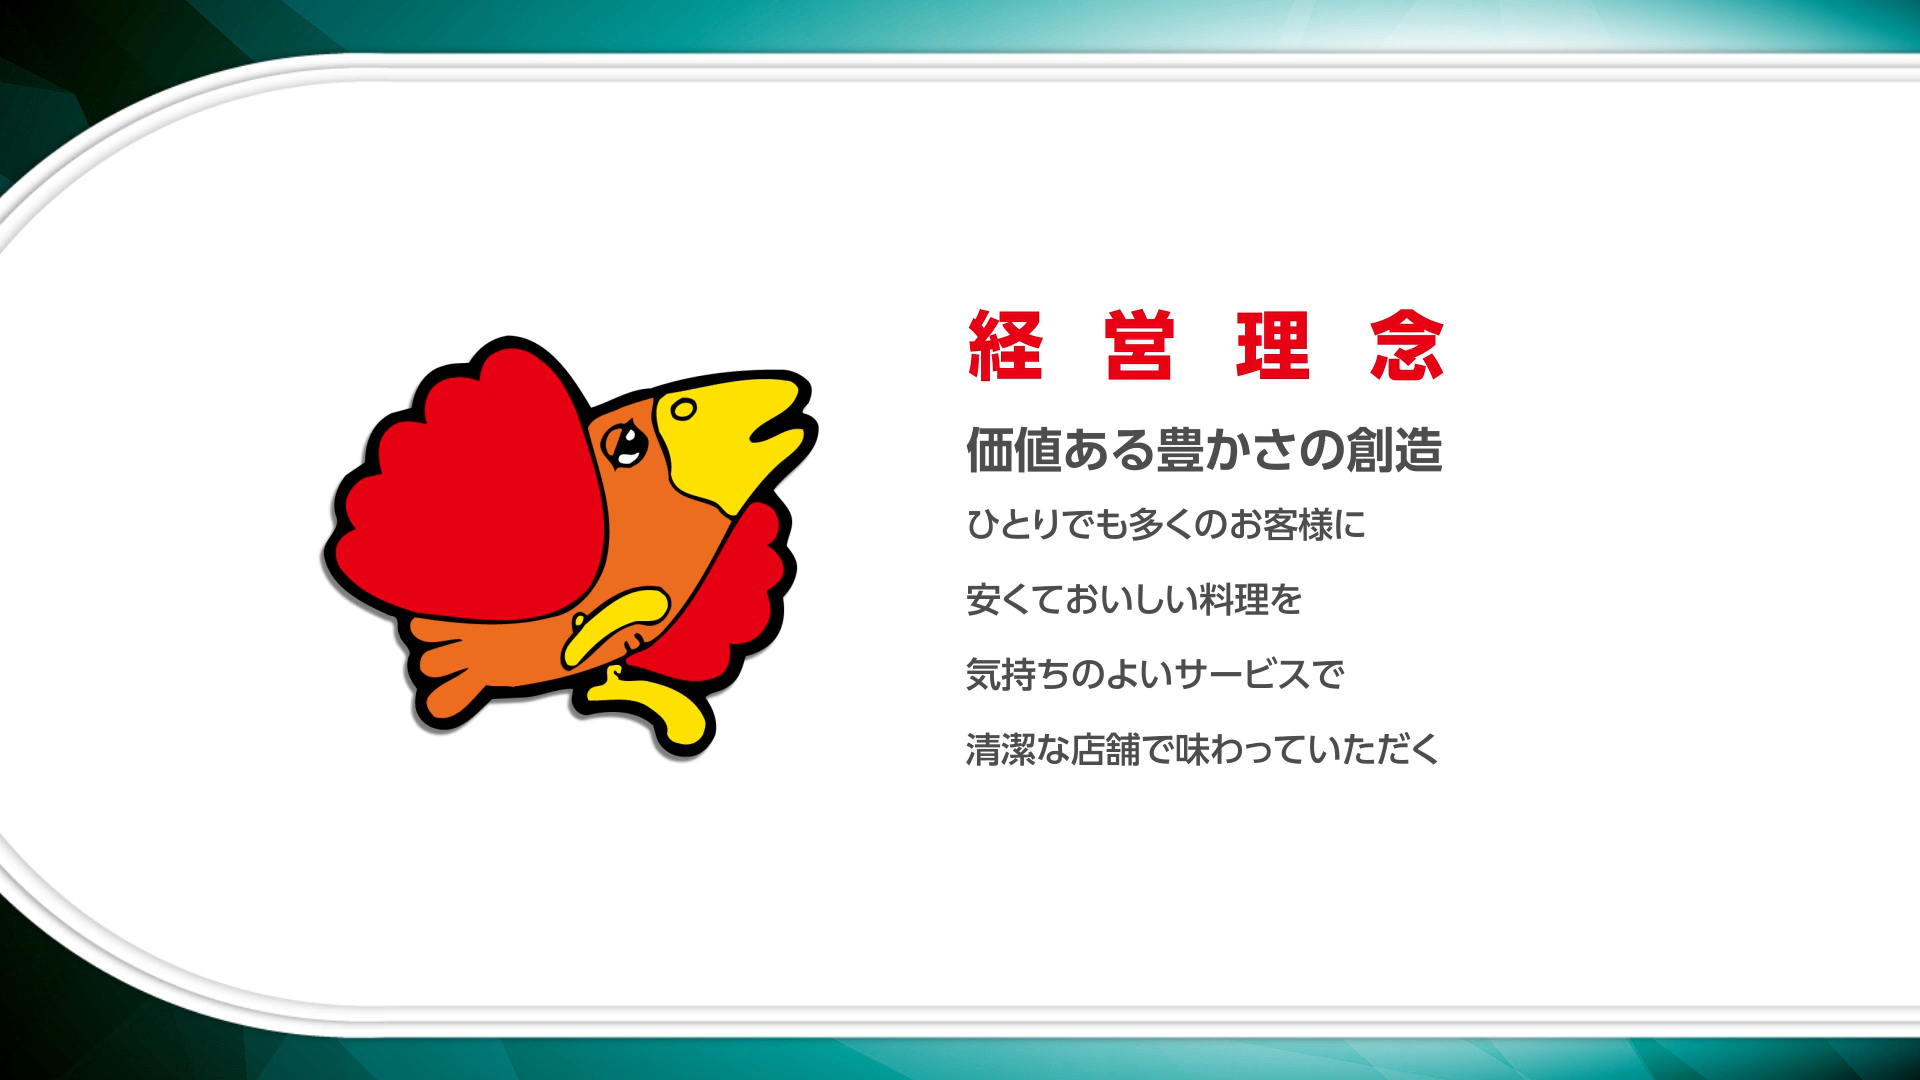 経営理念
価値ある豊かさの創造
ひとりでも多くのお客様に
安くておいしい料理を
気持ちのよいサービスで
清潔な店舗で味わっていただく